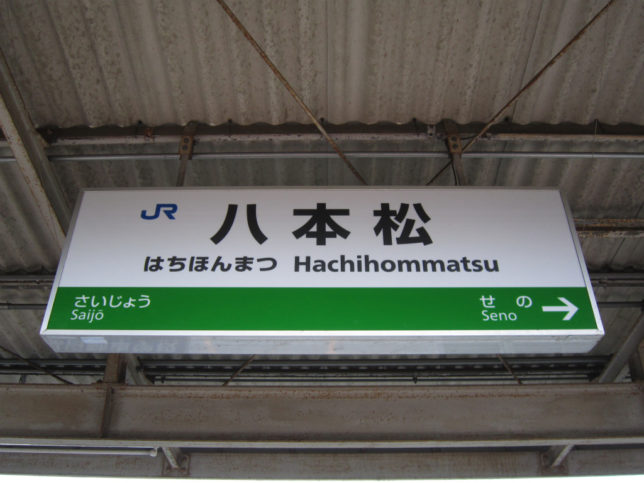 JR 八本松
はちほんまつ Hachihommatsu
さいじょう せの →
Saijō Seno